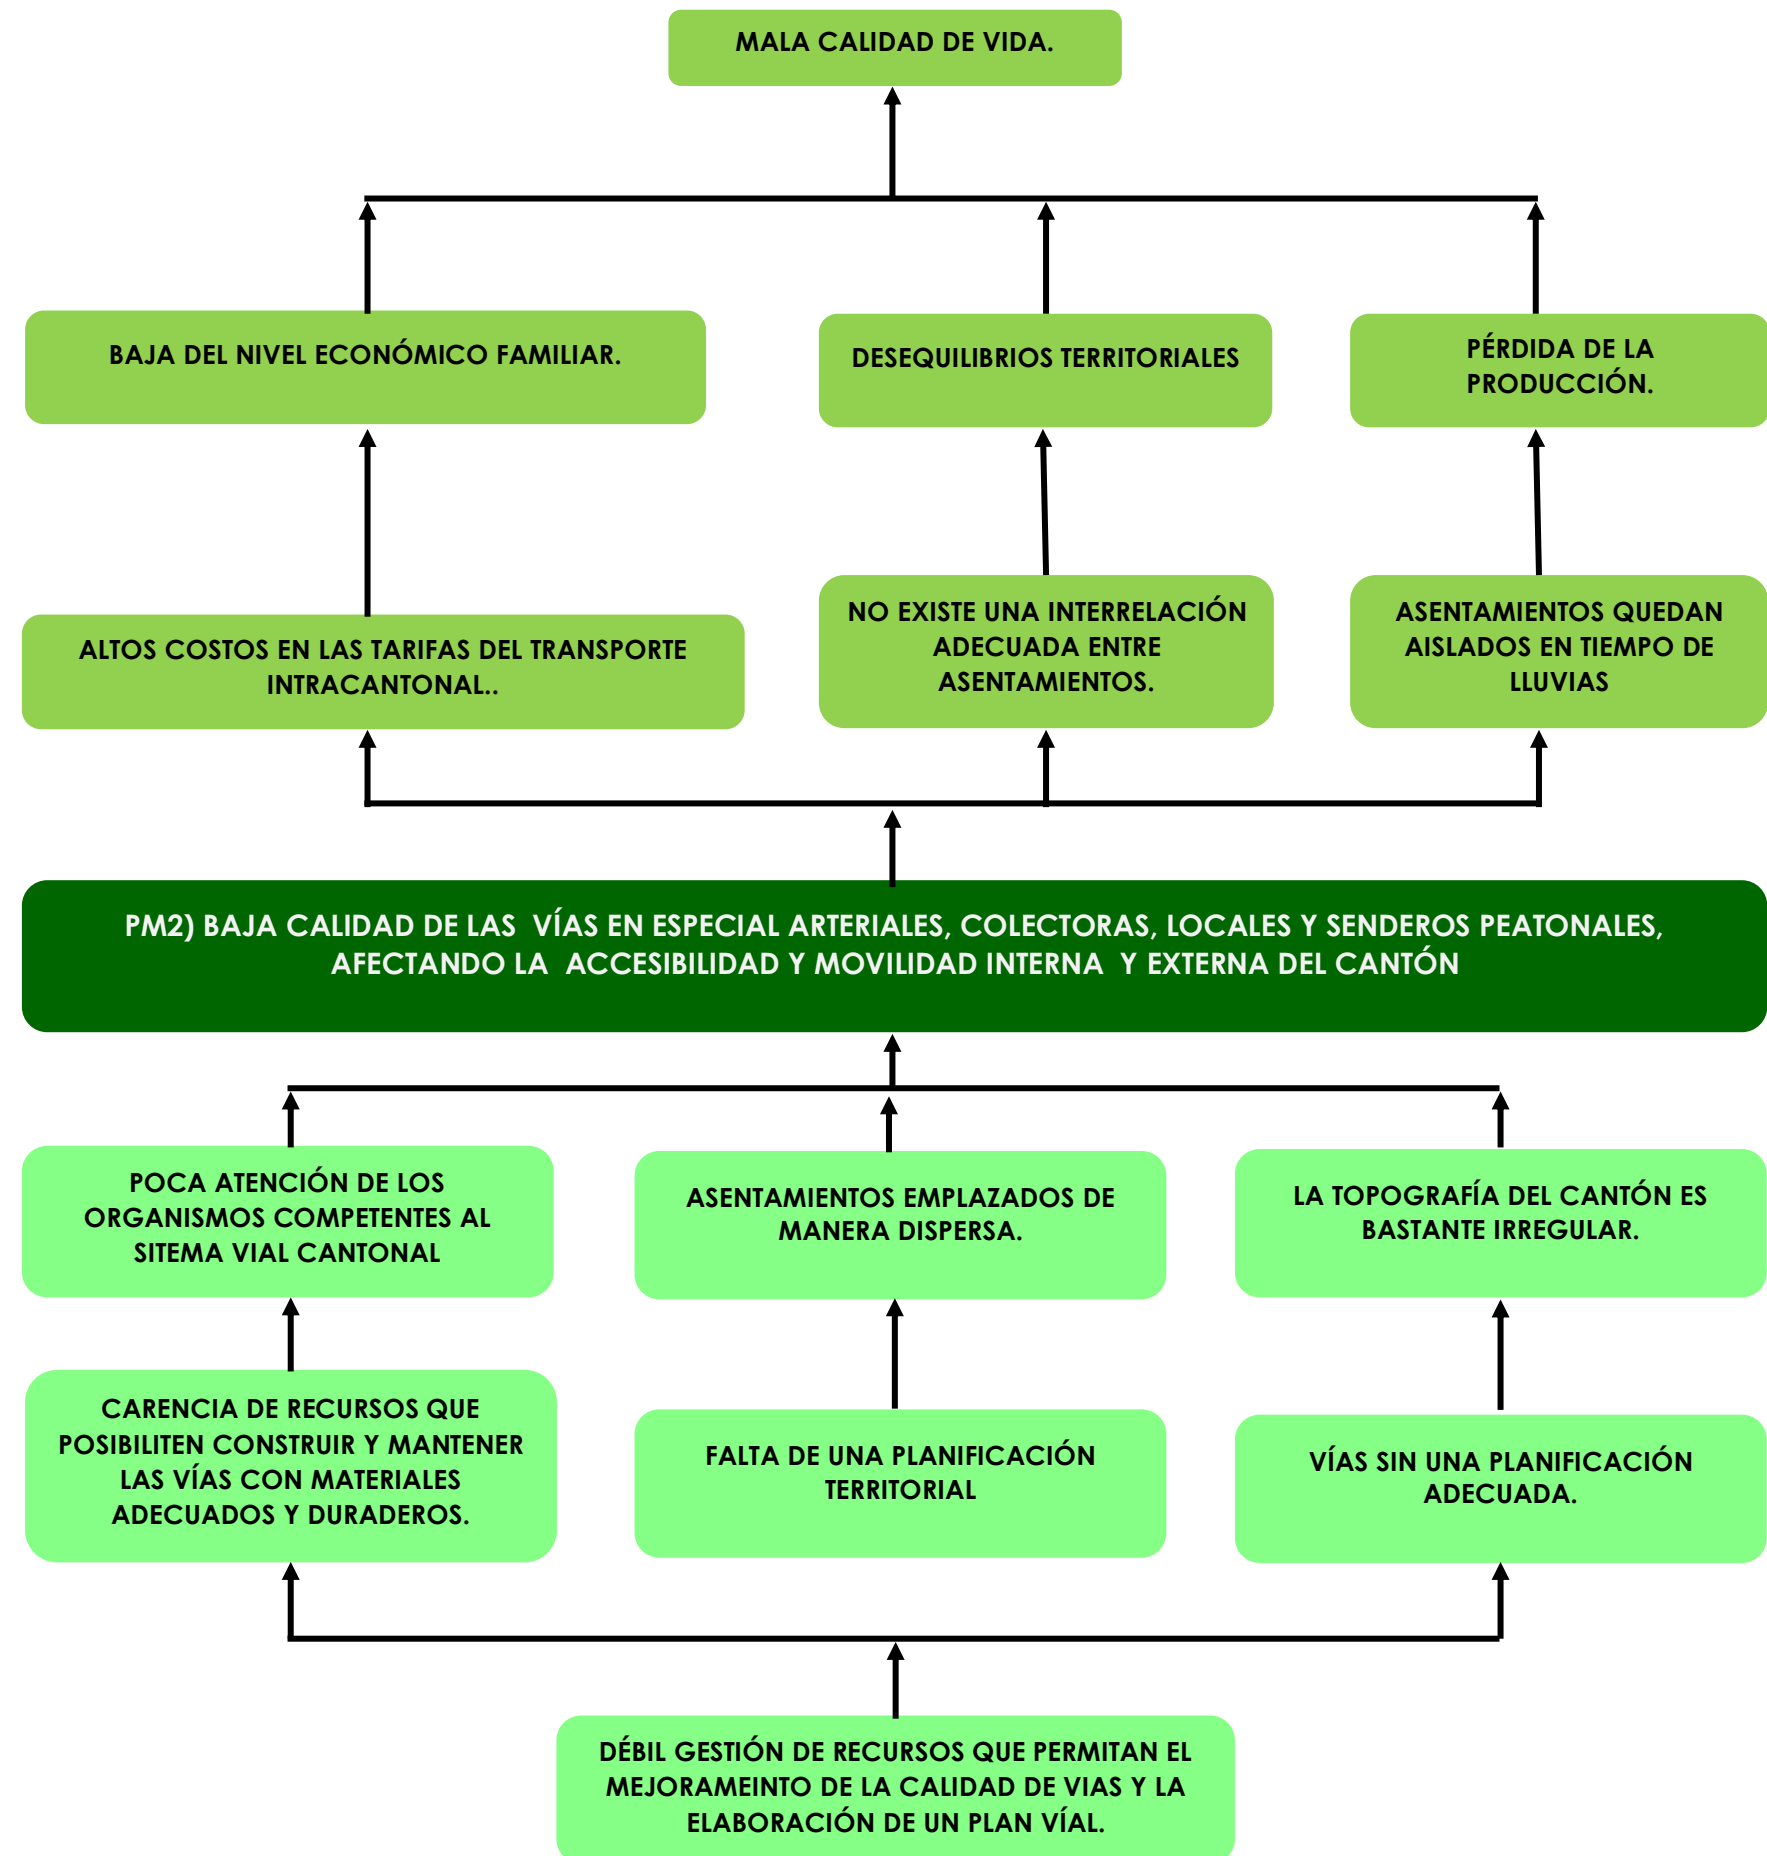 MALA CALIDAD DE VIDA.
BAJA DEL NIVEL ECONÓMICO FAMILIAR.
DESEQUILIBRIOS TERRITORIALES
PÉRDIDA DE LA
PRODUCCIÓN.
ALTOS COSTOS EN LAS TARIFAS DEL TRANSPORTE
INTRACANTONAL..
NO EXISTE UNA INTERRELACIÓN
ADECUADA ENTRE
ASENTAMIENTOS.
ASENTAMIENTOS QUEDAN
AISLADOS EN TIEMPO DE
LLUVIAS
PM2) BAJA CALIDAD DE LAS  VÍAS EN ESPECIAL ARTERIALES, COLECTORAS, LOCALES Y SENDEROS PEATONALES,
AFECTANDO LA  ACCESIBILIDAD Y MOVILIDAD INTERNA  Y EXTERNA DEL CANTÓN
POCA ATENCIÓN DE LOS
ORGANISMOS COMPETENTES AL
SITEMA VIAL CANTONAL
ASENTAMIENTOS EMPLAZADOS DE
MANERA DISPERSA.
LA TOPOGRAFÍA DEL CANTÓN ES
BASTANTE IRREGULAR.
CARENCIA DE RECURSOS QUE
POSIBILITEN CONSTRUIR Y MANTENER
LAS VÍAS CON MATERIALES
ADECUADOS Y DURADEROS.
FALTA DE UNA PLANIFICACIÓN
TERRITORIAL
VÍAS SIN UNA PLANIFICACIÓN
ADECUADA.
DÉBIL GESTIÓN DE RECURSOS QUE PERMITAN EL
MEJORAMEINTO DE LA CALIDAD DE VIAS Y LA
ELABORACIÓN DE UN PLAN VÍAL.